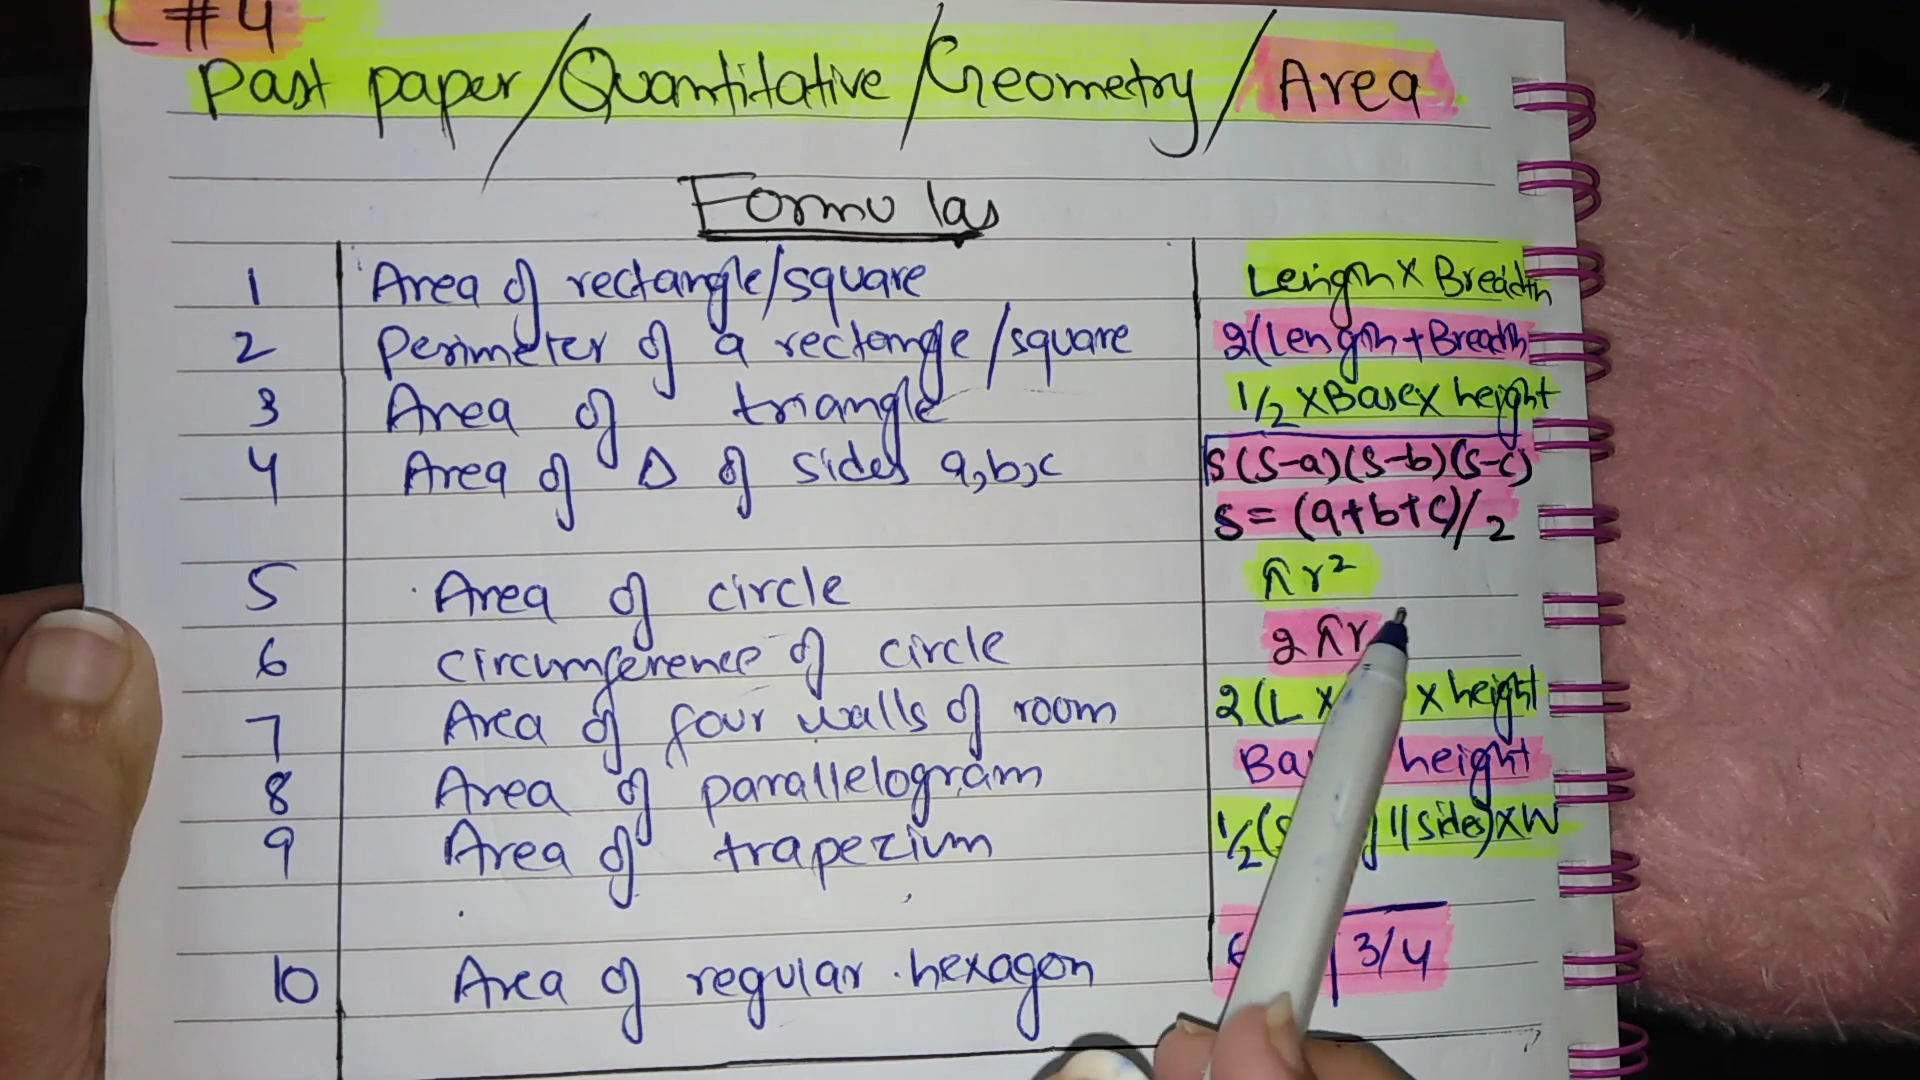 L #4
Past paper/Quantitative/Geometry/Area
Formulas
1 Area of rectangle/square Length x Breadth
2 Perimeter of a rectangle/square 2(Length+Breadth
3 Area of triangle 1/2 x Base x height
4 Area of Δ of sides a,b,c √s(s-a)(s-b)(s-c)
s = (a+b+c)/2
5 Area of circle πr²
6 circumference of circle 2πr
7 Area of four walls of room 2(L x x height
8 Area of parallelogram height
9 Area of trapezium 1/2( ||sides)xW
10 Area of regular hexagon 3/4